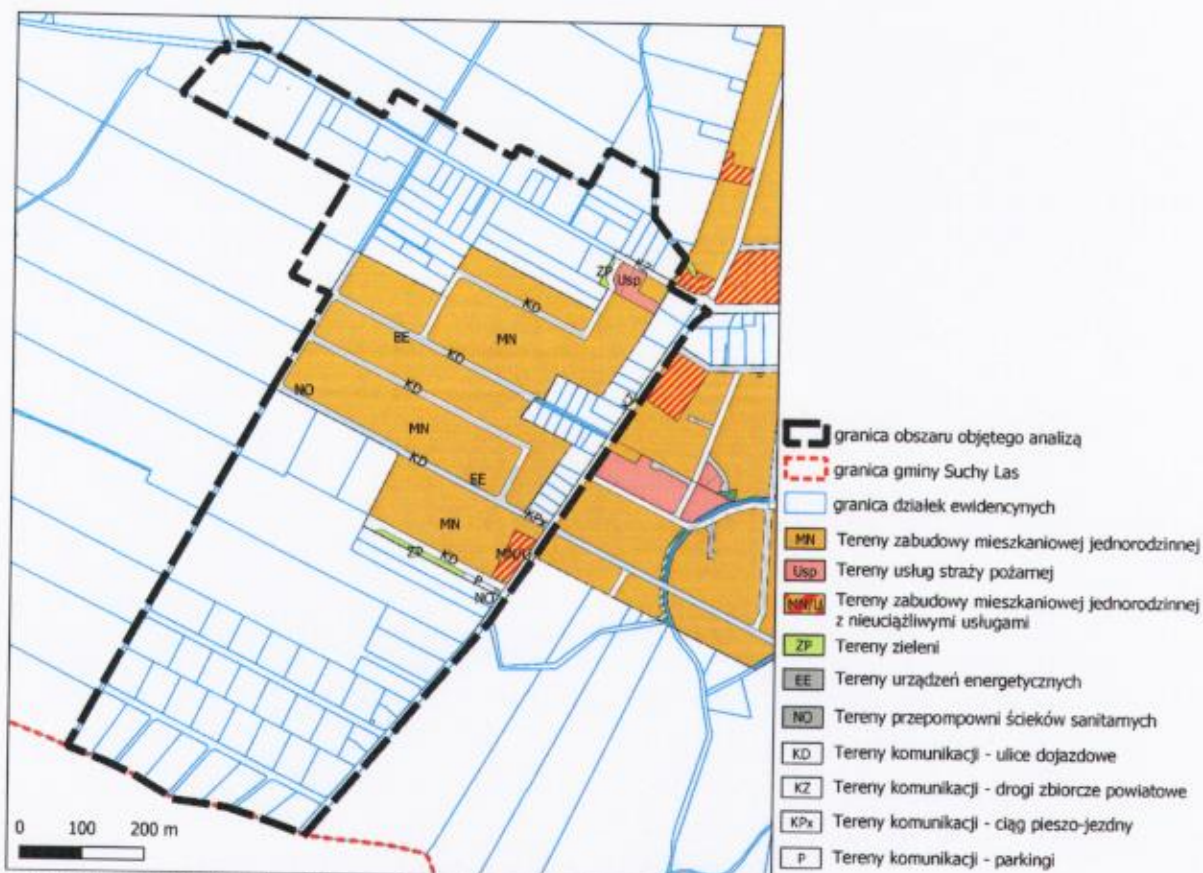 ZP
KZ
Usp
KD
EE
MN
KD
KD
NO
MN
KD
EE
KPx
MN
MN/U
ZP
KD
P
NO
0 100 200 m
granica obszaru objętego analizą
granica gminy Suchy Las
granica działek ewidencynych
MN Tereny zabudowy mieszkaniowej jednorodzinnej
Usp Tereny usług straży pożarnej
MN/U Tereny zabudowy mieszkaniowej jednorodzinnej
z nieuciążliwymi usługami
ZP Tereny zieleni
EE Tereny urządzeń energetycznych
NO Tereny przepompowni ścieków sanitarnych
KD Tereny komunikacji - ulice dojazdowe
KZ Tereny komunikacji - drogi zbiorcze powiatowe
KPx Tereny komunikacji - ciąg pieszo-jezdny
P Tereny komunikacji - parkingi